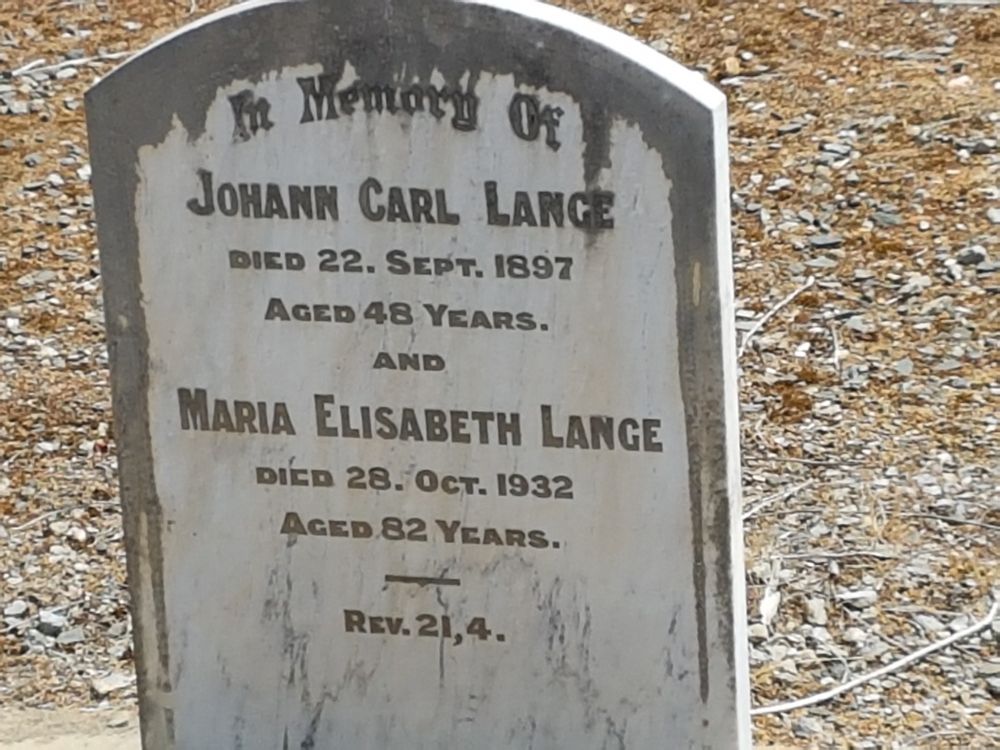 In Memory Of
JOHANN CARL LANGE
DIED 22. SEPT. 1897
AGED 48 YEARS.
AND
MARIA ELISABETH LANGE
DIED 28. OCT. 1932
AGED 82 YEARS.
REV. 21,4.